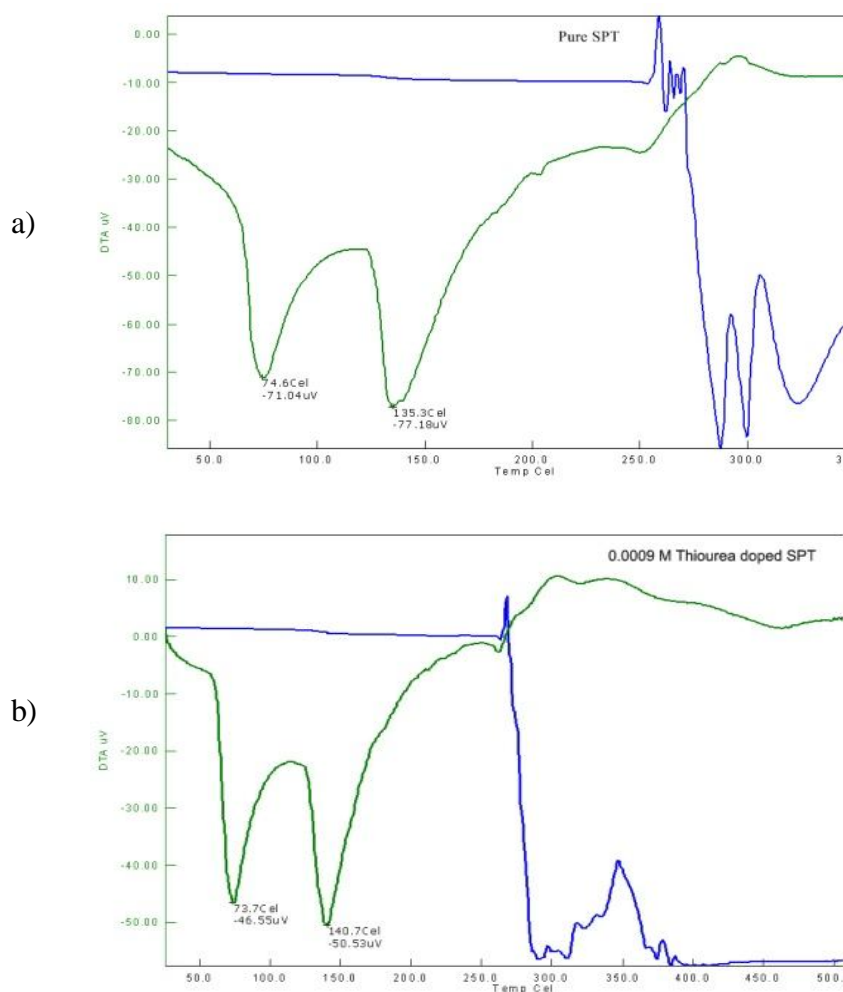 a)
Pure SPT
0.00
-10.00
-20.00
-30.00
-40.00
-50.00
-60.00
-70.00
-80.00
DTA uV
74.6Cel
-71.04uV
135.3Cel
-77.18uV
50.0 100.0 150.0 200.0 250.0 300.0
Temp Cel
b)
0.0009 M Thiourea doped SPT
10.00
0.00
-10.00
-20.00
-30.00
-40.00
-50.00
DTA uV
73.7Cel
-46.55uV
140.7Cel
-50.53uV
50.0 100.0 150.0 200.0 250.0 300.0 350.0 400.0 450.0 500.
Temp Cel